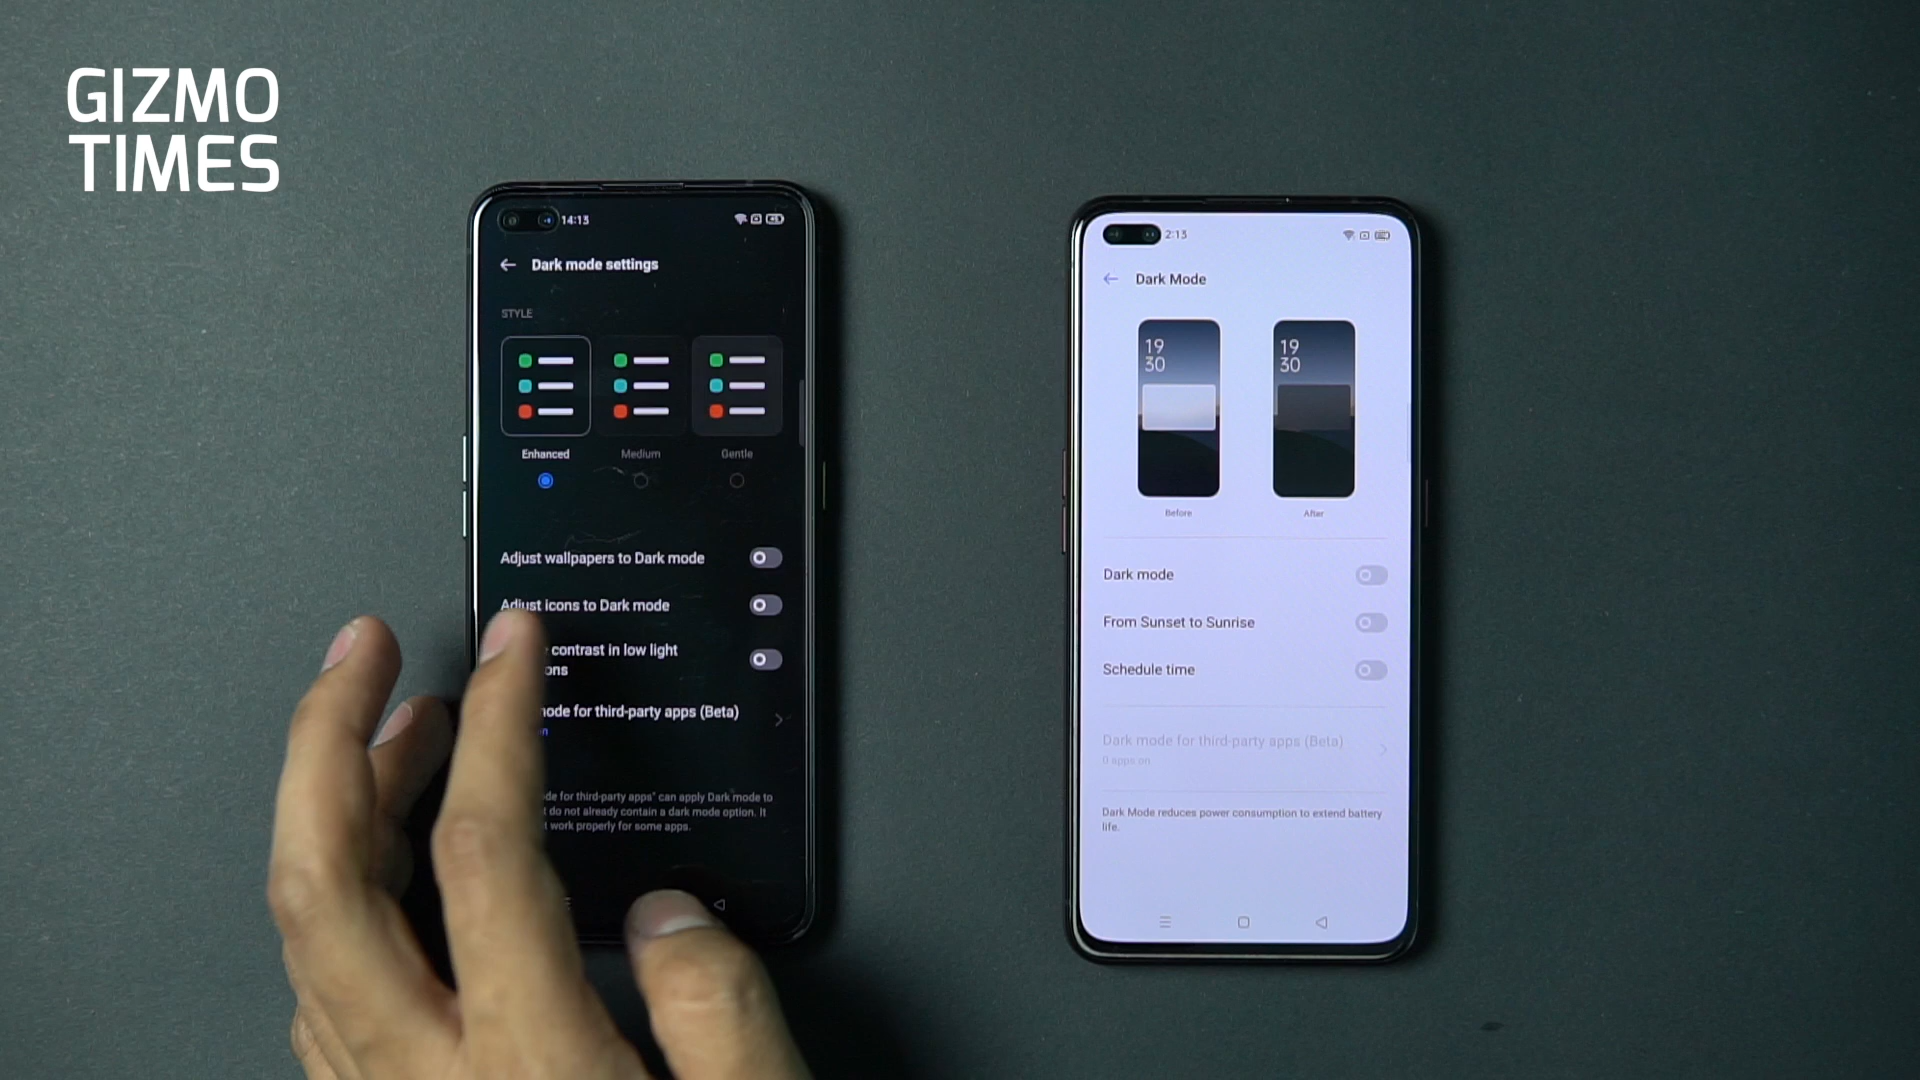 GIZMO
TIMES
14:13
Dark mode settings
STYLE
Enhanced
Medium
Gentle
Adjust wallpapers to Dark mode
Adjust icons to Dark mode
contrast in low light
ons
ode for third-party apps (Beta)
n
de for third-party apps" can apply Dark mode to
t do not already contain a dark mode option. It
t work properly for some apps.
2:13
Dark Mode
19
30
19
30
Before
After
Dark mode
From Sunset to Sunrise
Schedule time
Dark mode for third-party apps (Beta)
0 apps on
Dark Mode reduces power consumption to extend battery
life.